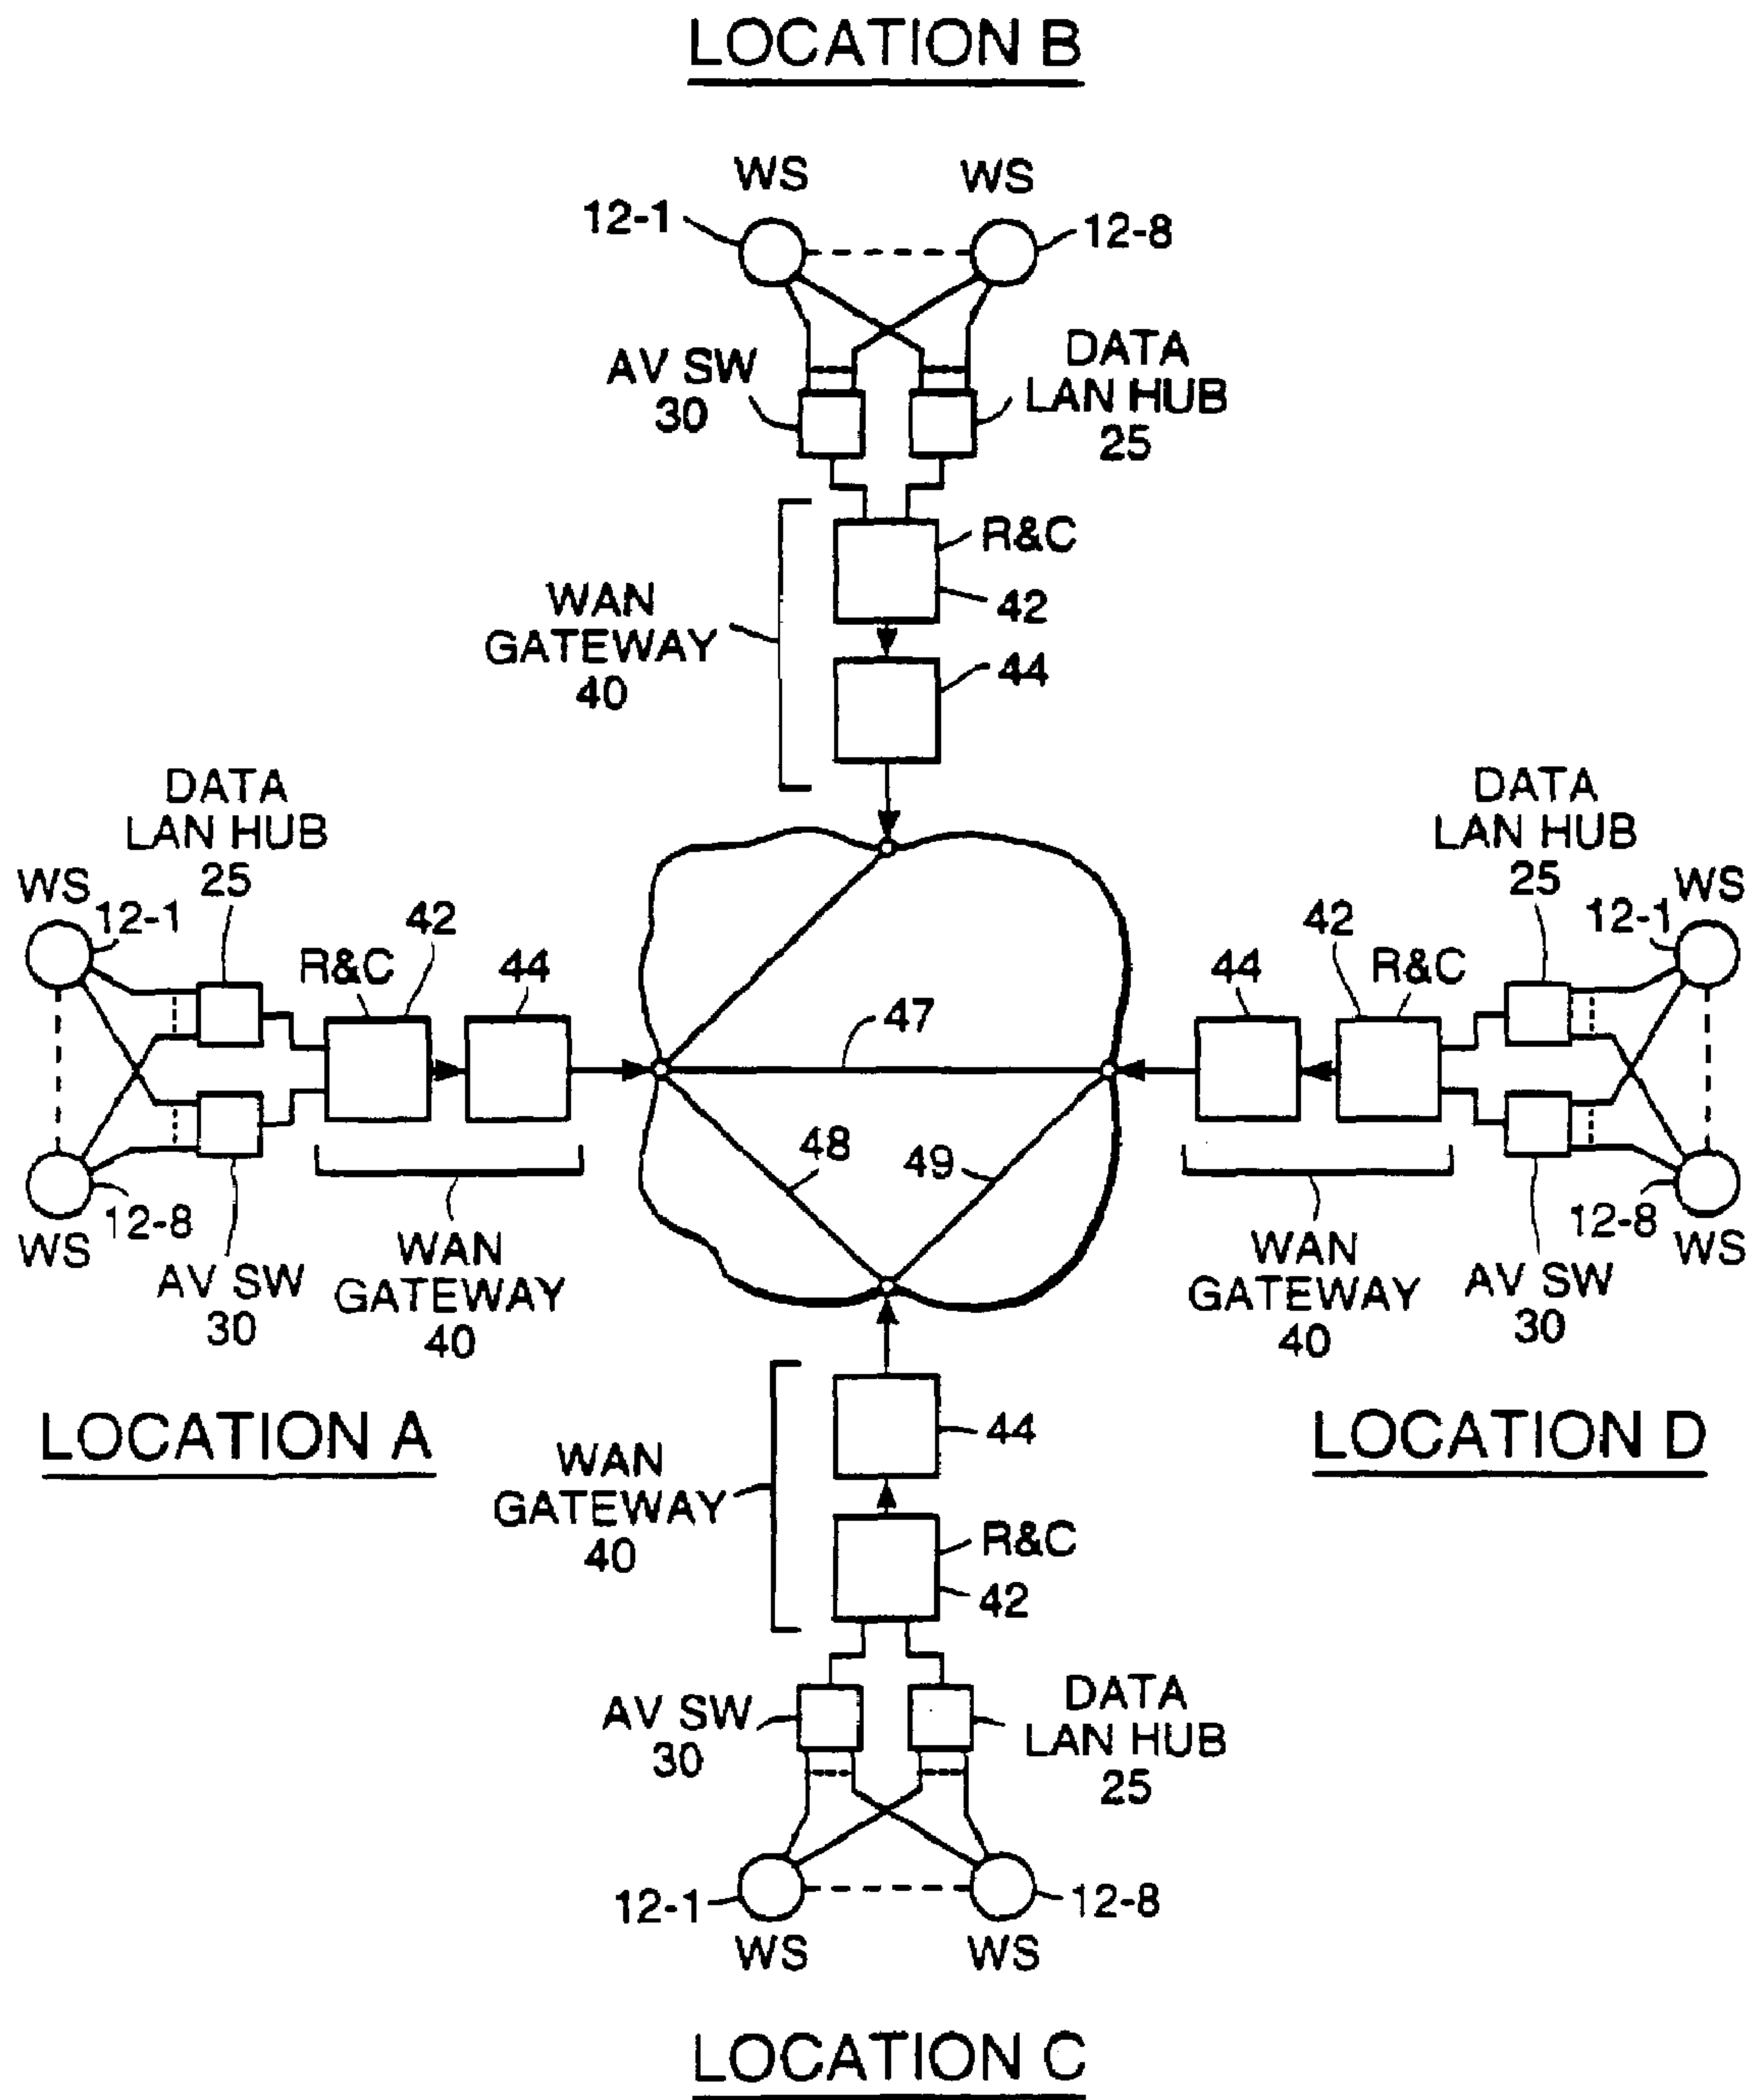 LOCATION B
WS
WS
12-1
12-8
AV SW
30
DATA
LAN HUB
25
R&C
42
WAN
GATEWAY
40
44
DATA
LAN HUB
25
WS
12-1
42
R&C
44
47
48
49
12-8
WS
AV SW
30
WAN
GATEWAY
40
LOCATION A
DATA
LAN HUB
25
WS
12-1
42
R&C
44
12-8
WS
AV SW
30
WAN
GATEWAY
40
LOCATION D
44
WAN
GATEWAY
40
R&C
42
AV SW
30
DATA
LAN HUB
25
12-1
12-8
WS
WS
LOCATION C